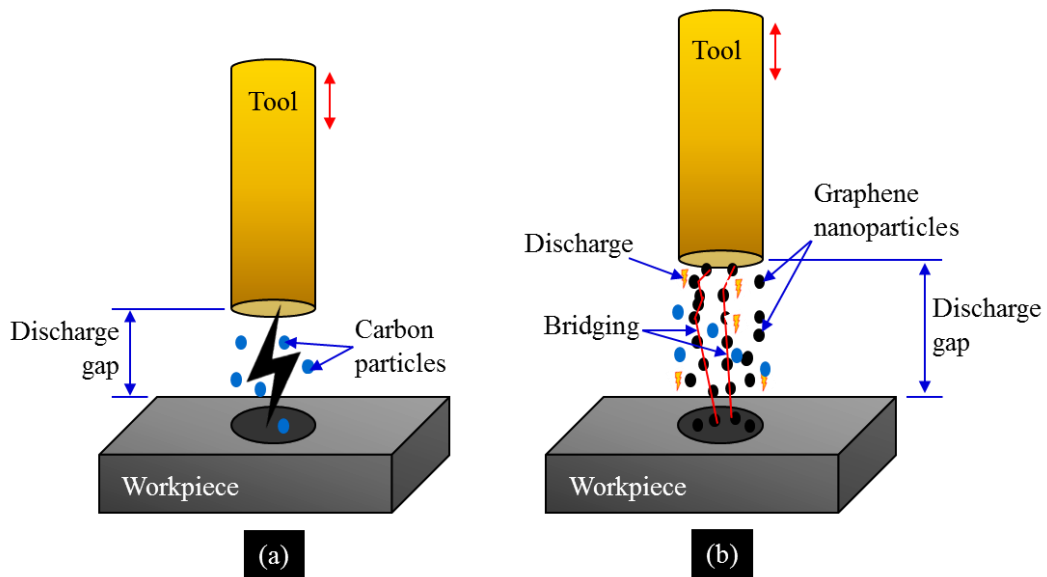 Tool
Discharge
gap
Carbon
particles
Workpiece
(a)
Tool
Graphene
nanoparticles
Discharge
Bridging
Discharge
gap
Workpiece
(b)